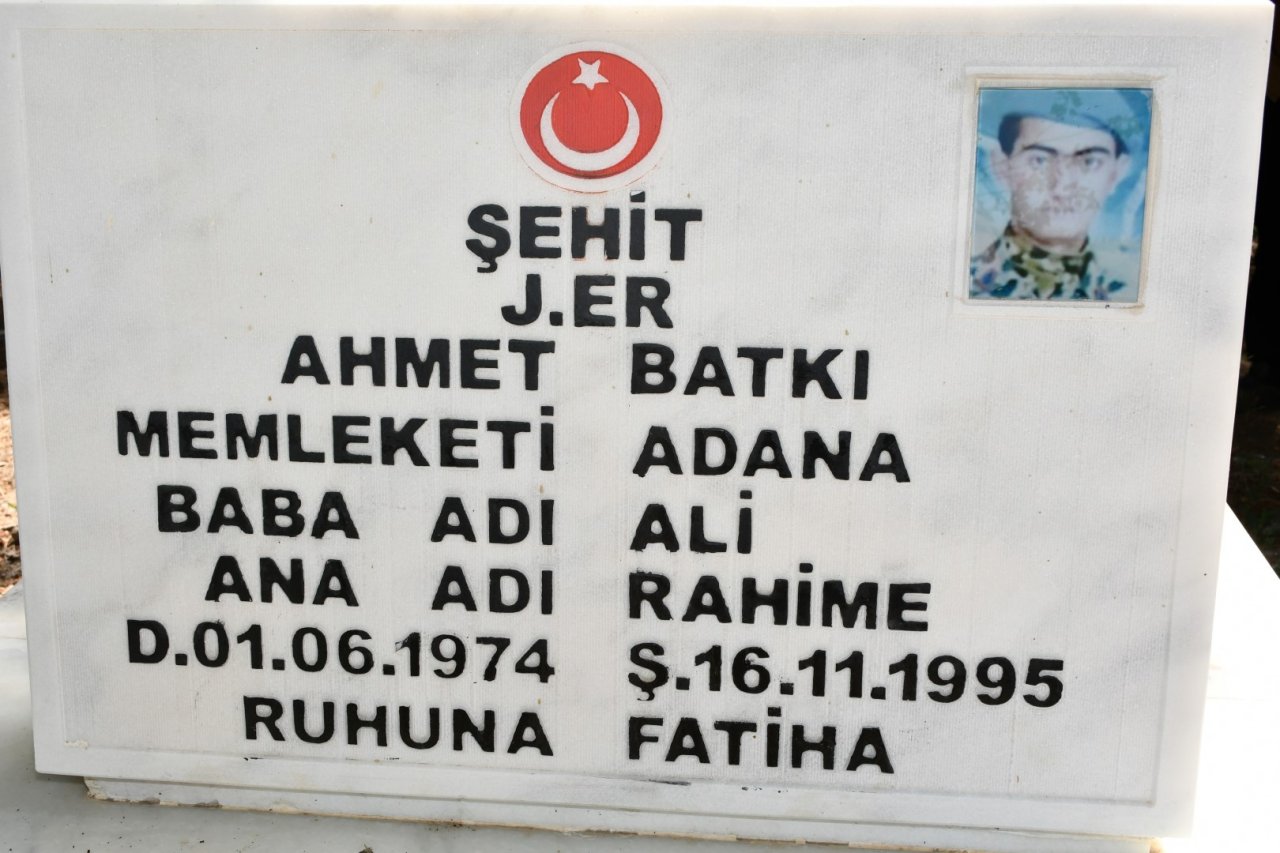 ŞEHİT
J.ER
AHMET BATKI
MEMLEKETİ ADANA
BABA ADI ALİ
ANA ADI RAHİME
D.01.06.1974 Ş.16.11.1995
RUHUNA FATİHA